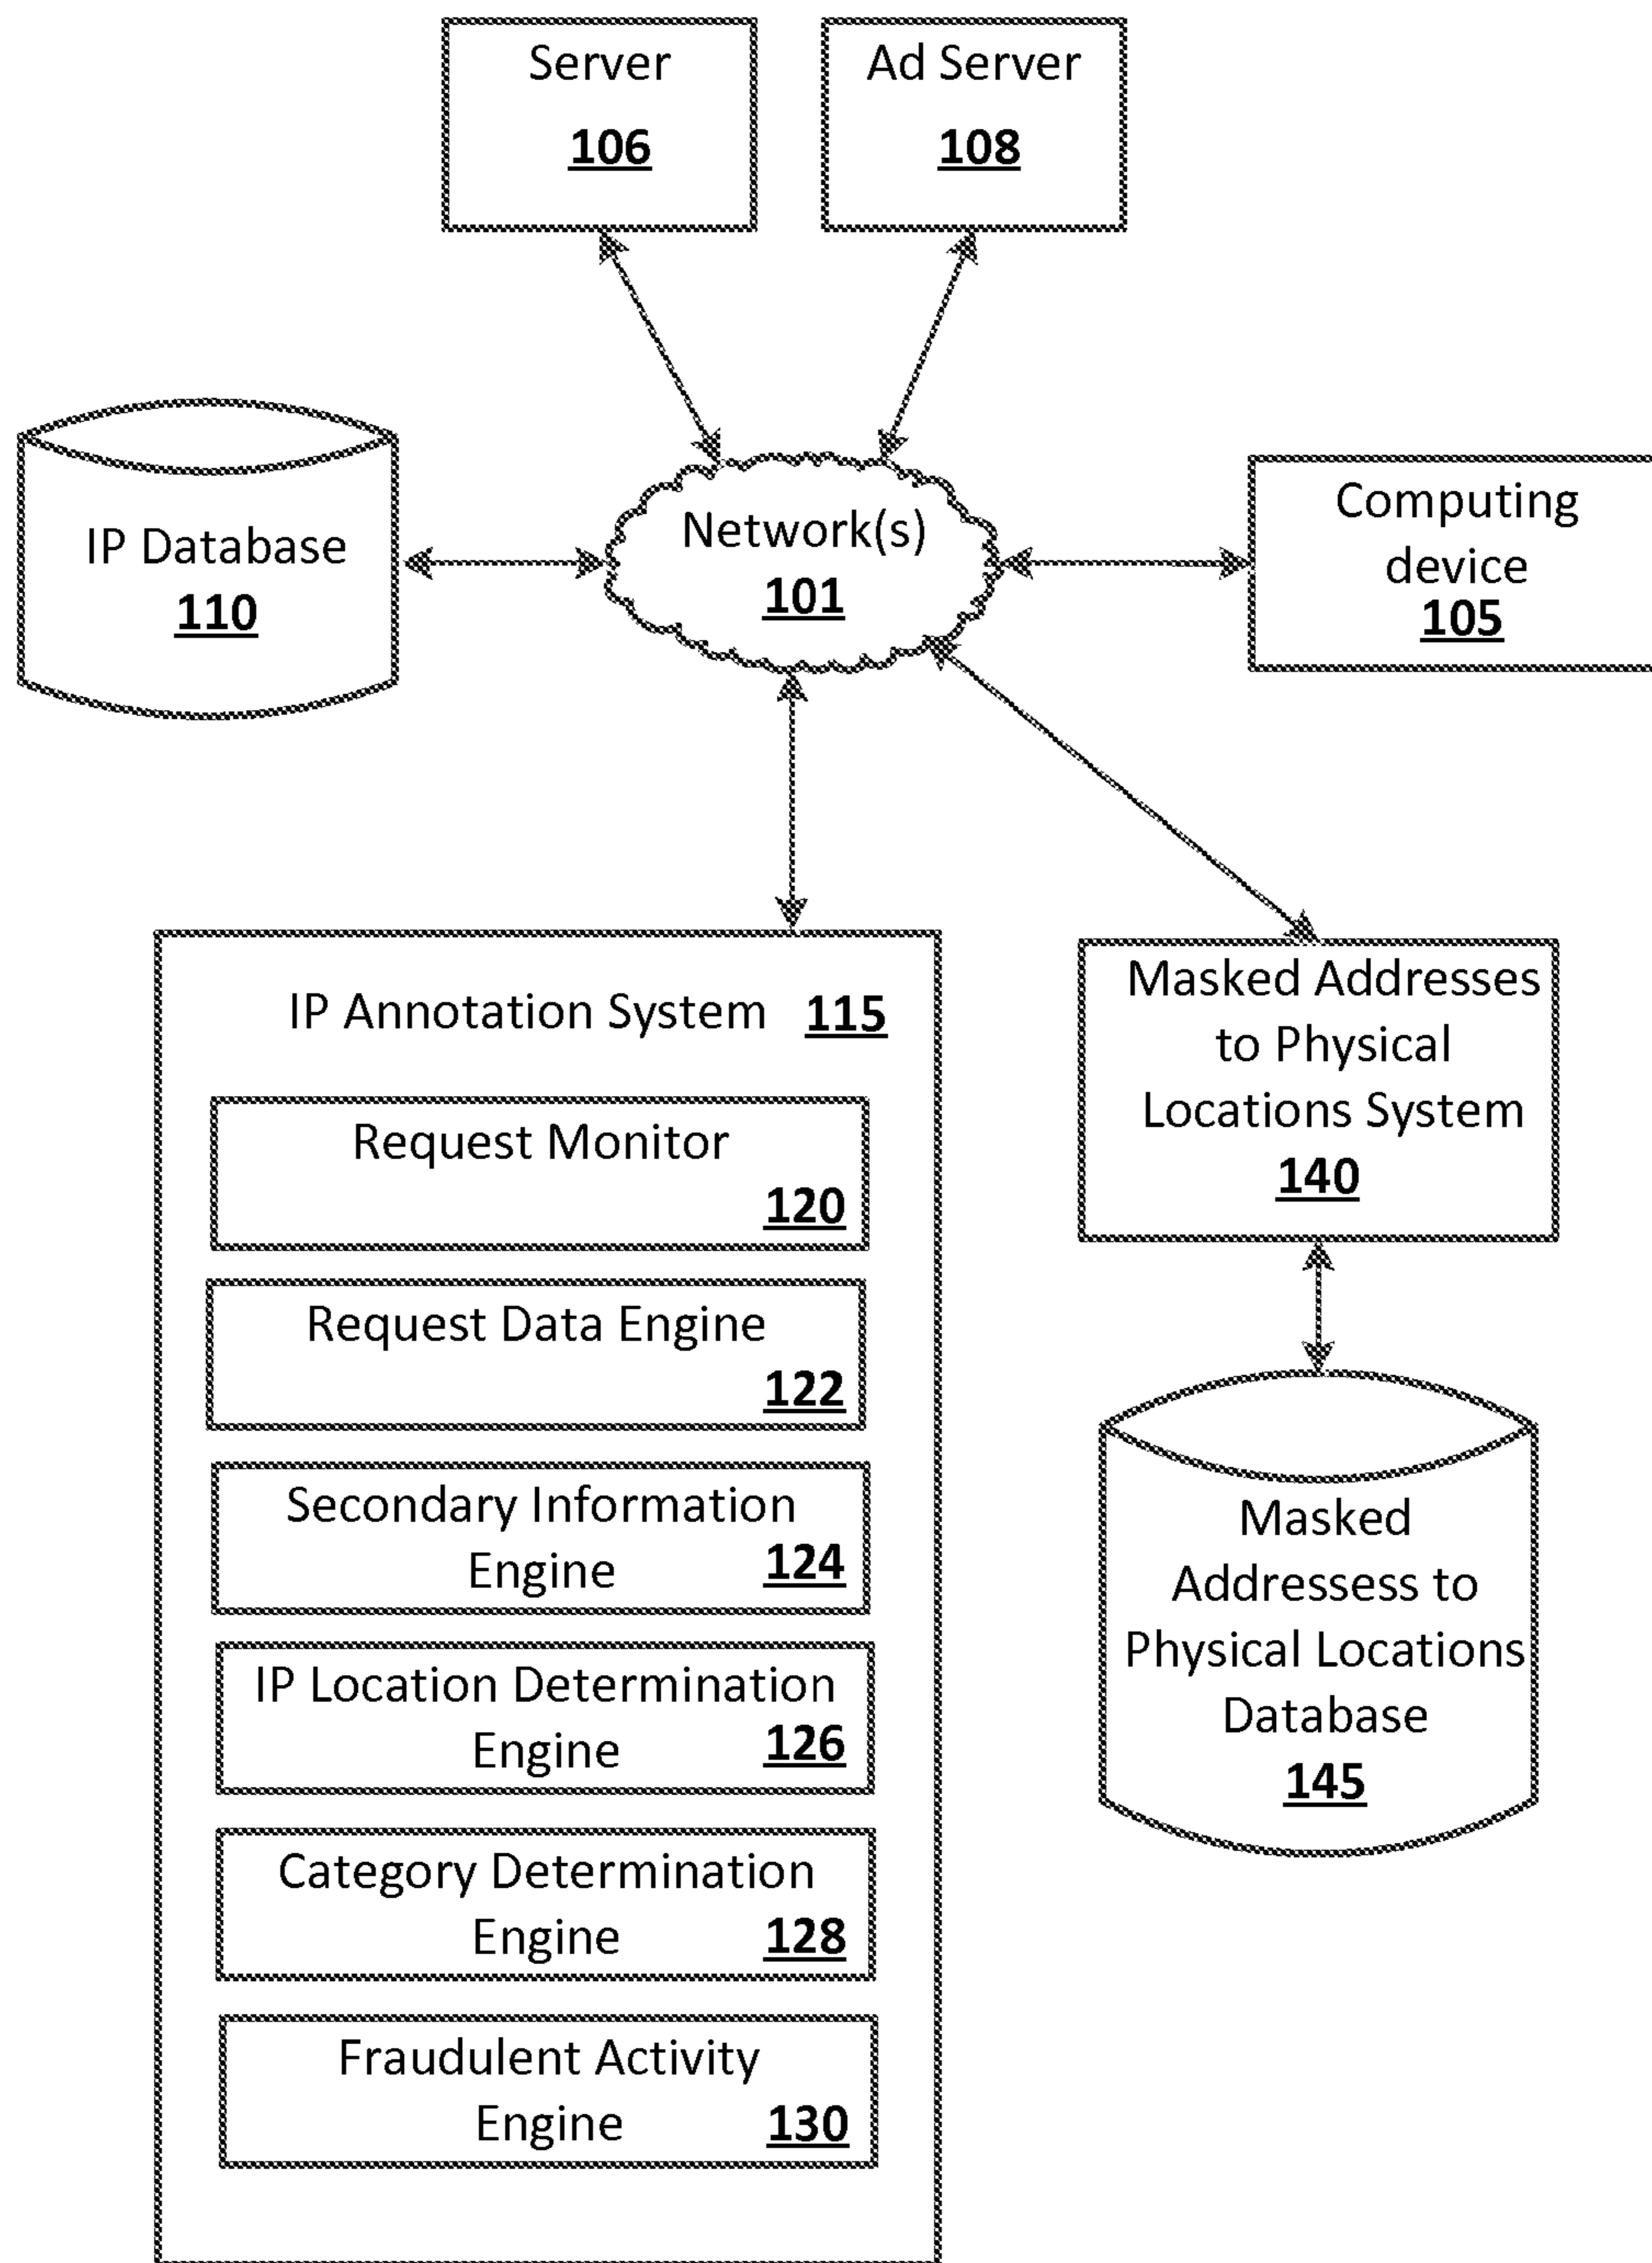 Server
106
Ad Server
108
IP Database
110
Network(s)
101
Computing
device
105
IP Annotation System 115
Request Monitor
120
Request Data Engine
122
Secondary Information
Engine 124
IP Location Determination
Engine 126
Category Determination
Engine 128
Fraudulent Activity
Engine 130
Masked Addresses
to Physical
Locations System
140
Masked
Addressess to
Physical Locations
Database
145